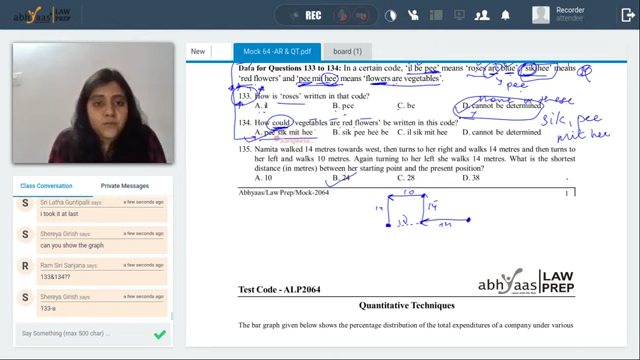 abhyaas LAW PREP
REC
RECORDER
attendee
New
Mock 64 -AR & QT.pdf
board (1)
Class Conversation
Private Messages
S Sri Latha Guntipalli says a few seconds ago
i took it at last
S Shereya Girish says a few seconds ago
can you show the graph
R Ram Siri Sanjana says: a few seconds ago
133&134??
S Shereya Girish says a few seconds ago
133-a
Say Something (max 500 char)
Data for Questions 133 to 134: In a certain code, 'il be pee' means 'roses are blue', 'sik hee' means
'red flowers' and 'pee mit hee' means 'flowers are vegetables'.
pee
133. How is 'roses' written in that code?
none of these
A. il B. pee C. be D. cannot be determined
134. How could vegetables are red flowers' be written in this code?
sik, pee
mit hee
A. pee sik mit hee B. sik pee hee be C. il sik mit hee D. cannot be determined
135. Namita walked 14 metres towards west, then turns to her right and walks 14 metres and then turns to
her left and walks 10 metres. Again turning to her left she walks 14 metres. What is the shortest
distance (in metres) between her starting point and the present position?
A. 10 B. 24 C. 28 D. 38
Abhyaas/Law Prep/Mock-2064 1
10
14
14
Test Code - ALP2064
abhyaas LAW PREP
Quantitative Techniques
The bar graph given below shows the percentage distribution of the total expenditures of a company under various